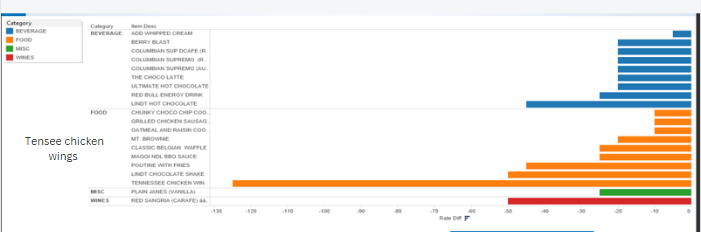 Category
BEVERAGE
FOOD
MISC
WINES
Tensee chicken
wings
Category Item Desc
BEVERAGE ADD WHIPPED CREAM
BERRY BLAST
COLUMBIAN SUP DCAFE (R..
COLUMBIAN SUPREMO (R..
COLUMBIAN SUPREMO (AU..
THE CHOCO LATTE
ULTIMATE HOT CHOCOLATE
RED BULL ENERGY DRINK
LINDT HOT CHOCOLATE
FOOD CHUNKY CHOCO CHIP COO..
GRILLED CHICKEN SAUSAG..
OATMEAL AND RAISIN COO..
MT. BROWNIE
CLASSIC BELGIAN WAFFLE
MAGGI NDL BBQ SAUCE
POUTINE WITH FRIES
LINDT CHOCOLATE SHAKE
TENNESSEE CHICKEN WIN..
MISC PLAIN JANES (VANILLA)
WINES RED SANGRIA (CARAFE)
-130 -120 -110 -100 -90 -80 -70 -60 -50 -40 -30 -20 -10 0
Rate Diff